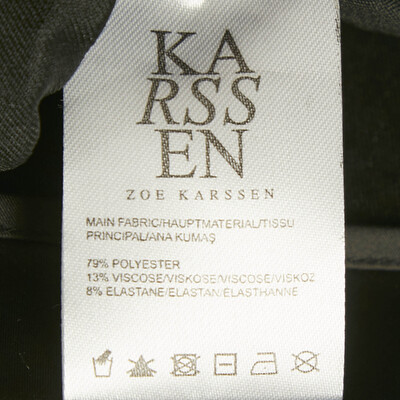 KA
RSS
EN
ZOE KARSSEN
MAIN FABRIC/HAUPTMATERIAL/TISSU
PRINCIPAL/ANA KUMAŞ
79% POLYESTER
13% VISCOSE/VISKOSE/VISCOSE/VISKOZ
8% ELASTANE/ELASTAN/ÉLASTHANNE